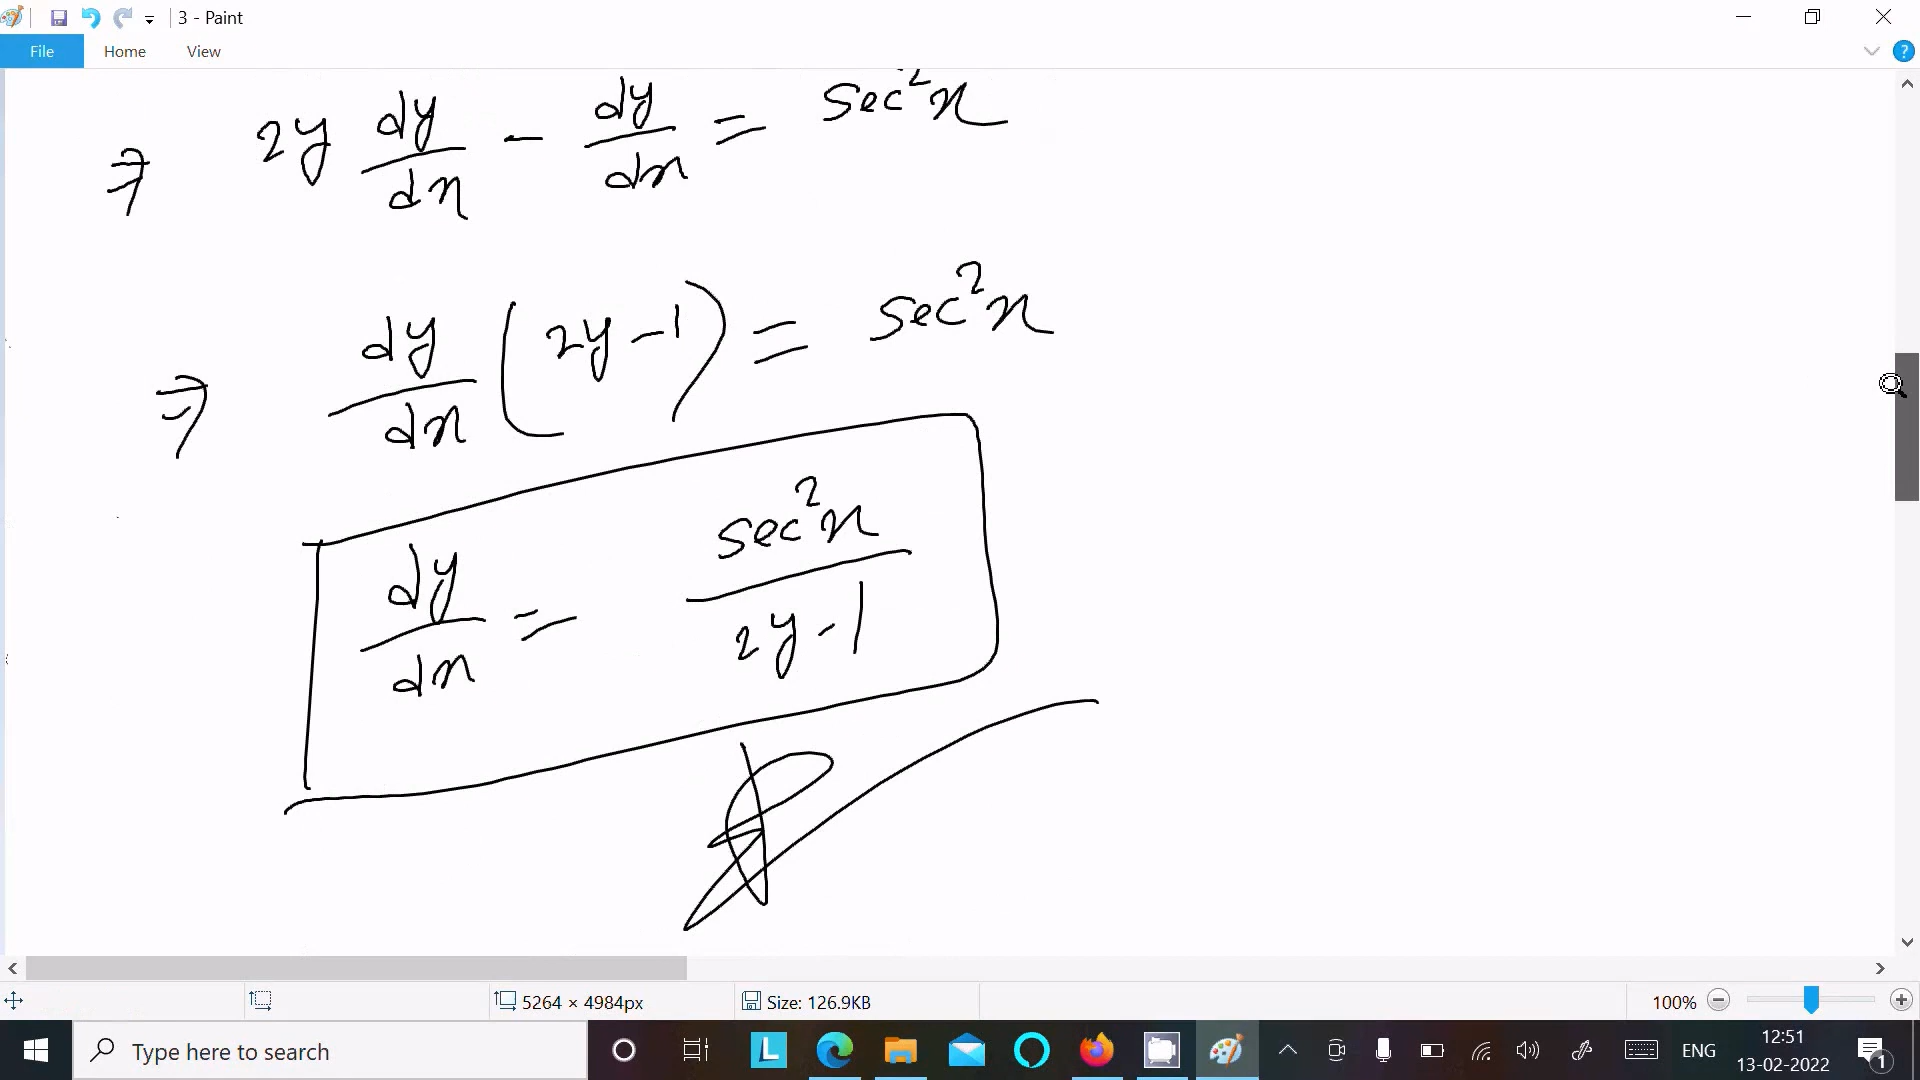 3 - Paint
File Home View
⇒ 2y dy/dx - dy/dx = sec²x
⇒ dy/dx (2y-1) = sec²x
dy/dx = sec²x/2y-1
5264 × 4984px Size: 126.9KB 100%
Type here to search
L
ENG
12:51
13-02-2022
1